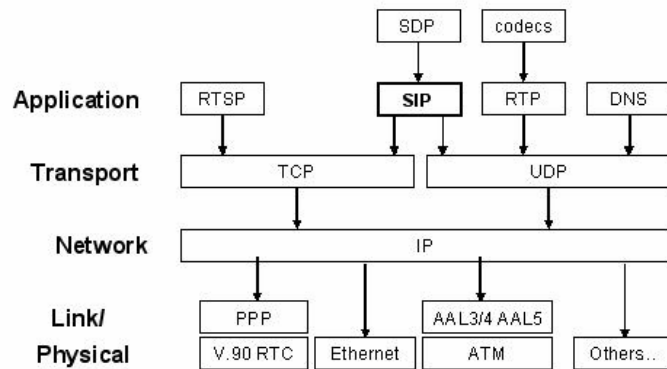 SDP codecs
Application RTSP SIP RTP DNS
Transport TCP UDP
Network IP
Link/ PPP AAL3/4 AAL5
Physical V.90 RTC Ethernet ATM Others..